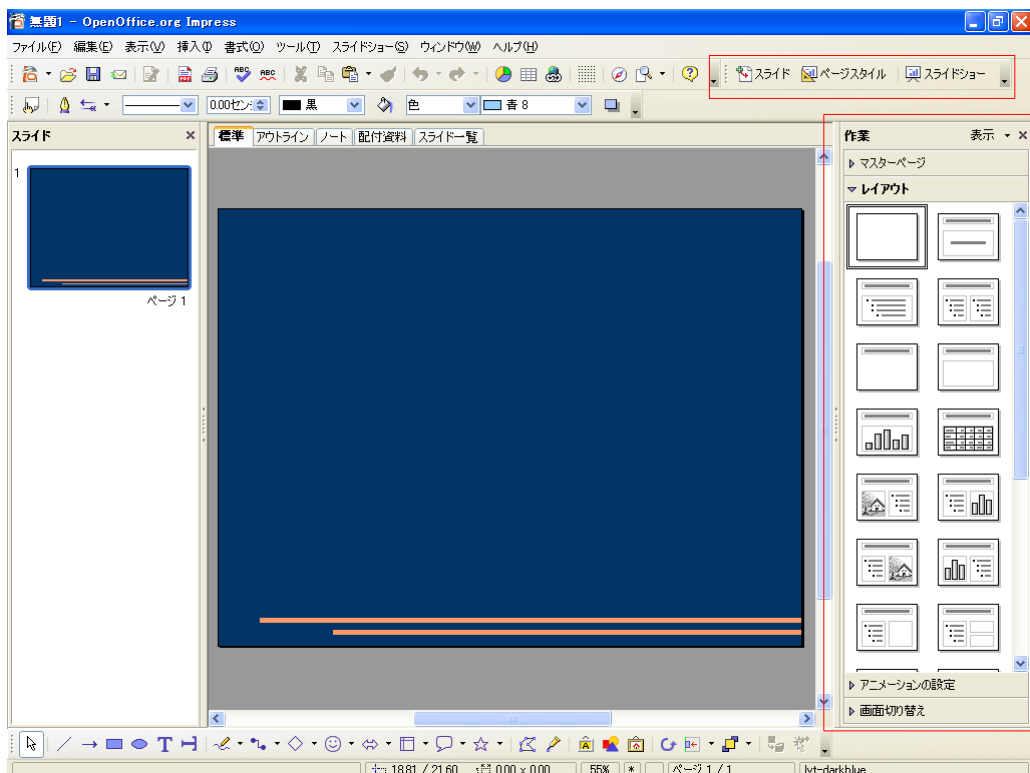 無題1 - OpenOffice.org Impress
ファイル(F) 編集(E) 表示(V) 挿入(I) 書式(O) ツール(T) スライドショー(S) ウィンドウ(W) ヘルプ(H)
ABC ABC スライド ページスタイル スライドショー
0.00センチ 黒 色 青 8
スライド
標準 アウトライン ノート 配付資料 スライド一覧
作業 表示
マスターページ
レイアウト
1
ページ 1
アニメーションの設定
画面切り替え
18.81 / 21.60 0.00 x 0.00 55% * ページ 1 / 1 lyt-darkblue